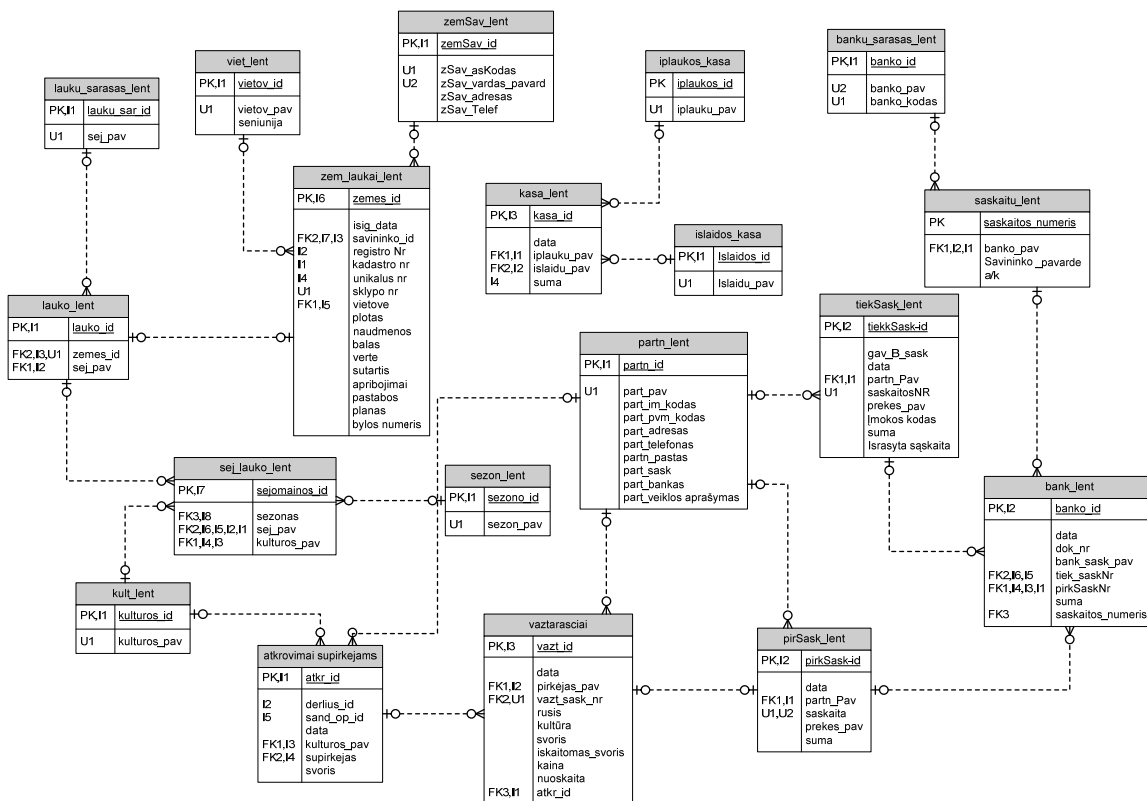 zemSav_lent
PK,I1 zemSav_id
U1 zSav_asKodas
U2 zSav_vardas_pavard
zSav_adresas
zSav_Telef
viet_lent
PK,I1 vietov_id
U1 vietov_pav
seniunija
iplaukos_kasa
PK iplaukos_id
U1 iplauku_pav
banku_sarasas_lent
PK,I1 banko_id
U2 banko_pav
U1 banko_kodas
lauku_sarasas_lent
PK,I1 lauku_sar_id
U1 sej_pav
zem_laukai_lent
PK,I6 zemes_id
isig_data
FK2,I7,I3 savininko_id
I2 registro Nr
I1 kadastro nr
I4 unikalus nr
U1 sklypo nr
FK1,I5 vietove
plotas
naudmenos
balas
verte
sutartis
apribojimai
pastabos
planas
bylos numeris
kasa_lent
PK,I3 kasa_id
data
FK1,I1 iplauku_pav
FK2,I2 islaidu_pav
I4 suma
islaidos_kasa
PK,I1 Islaidos_id
U1 Islaidu_pav
saskaitu_lent
PK saskaitos_numeris
FK1,I2,I1 banko_pav
Savininko _pavarde
a/k
lauko_lent
PK,I1 lauko_id
FK2,I3,U1 zemes_id
FK1,I2 sej_pav
partn_lent
PK,I1 partn_id
U1 part_pav
part_im_kodas
part_pvm_kodas
part_adresas
part_telefonas
partn_pastas
part_sask
part_bankas
part_veiklos aprašymas
tiekSask_lent
PK,I2 tiekkSask-id
gav_B_sask
data
FK1,I1 partn_Pav
U1 saskaitosNR
prekes_pav
Įmokos kodas
suma
Israsyta sąskaita
sej_lauko_lent
PK,I7 sejomainos_id
FK3,I8 sezonas
FK2,I6,I5,I2,I1 sej_pav
FK1,I4,I3 kulturos_pav
sezon_lent
PK,I1 sezono_id
U1 sezon_pav
bank_lent
PK,I2 banko_id
data
dok_nr
bank_sask_pav
FK2,I6,I5 tiek_saskNr
FK1,I4,I3,I1 pirkSaskNr
suma
FK3 saskaitos_numeris
kult_lent
PK,I1 kulturos_id
U1 kulturos_pav
atkrovimai supirkejams
PK,I1 atkr_id
I2 derlius_id
I5 sand_op_id
data
FK1,I3 kulturos_pav
FK2,I4 supirkejas
svoris
vaztarasciai
PK,I3 vazt_id
data
FK1,I2 pirkėjas_pav
FK2,U1 vazt_sask_nr
rusis
kultūra
svoris
iskaitomas_svoris
kaina
nuoskaita
FK3,I1 atkr_id
pirSask_lent
PK,I2 pirkSask-id
data
FK1,I1 partn_Pav
U1,U2 saskaita
prekes_pav
suma